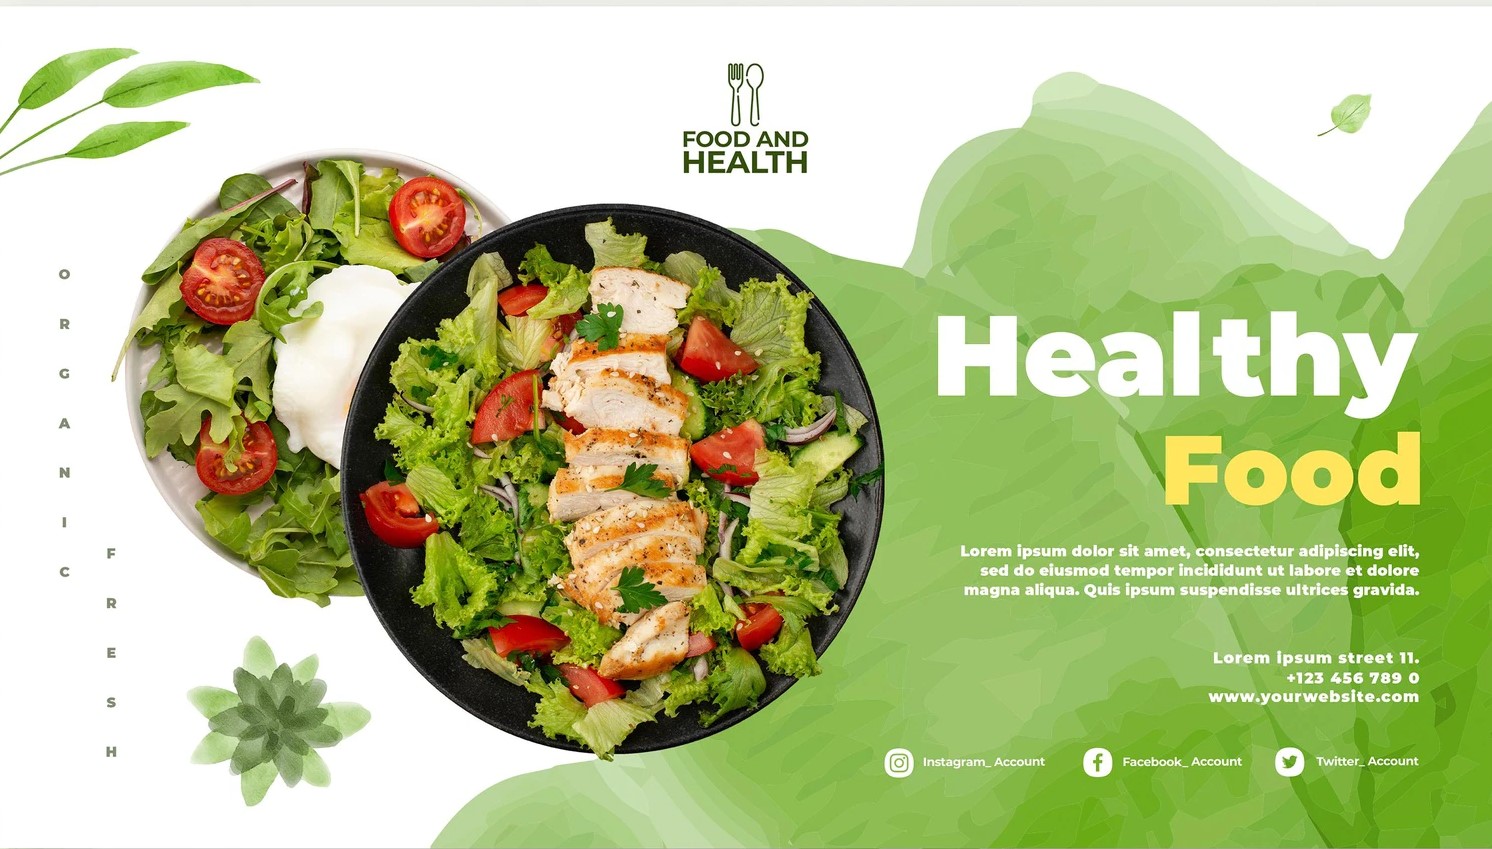 FOOD AND
HEALTH
ORGANIC
FRESH
Healthy
Food
Lorem ipsum dolor sit amet, consectetur adipiscing elit,
sed do eiusmod tempor incididunt ut labore et dolore
magna aliqua. Quis ipsum suspendisse ultrices gravida.
Lorem ipsum street 11.
+123 456 789 0
www.yourwebsite.com
Instagram_ Account
Facebook_ Account
Twitter_ Account